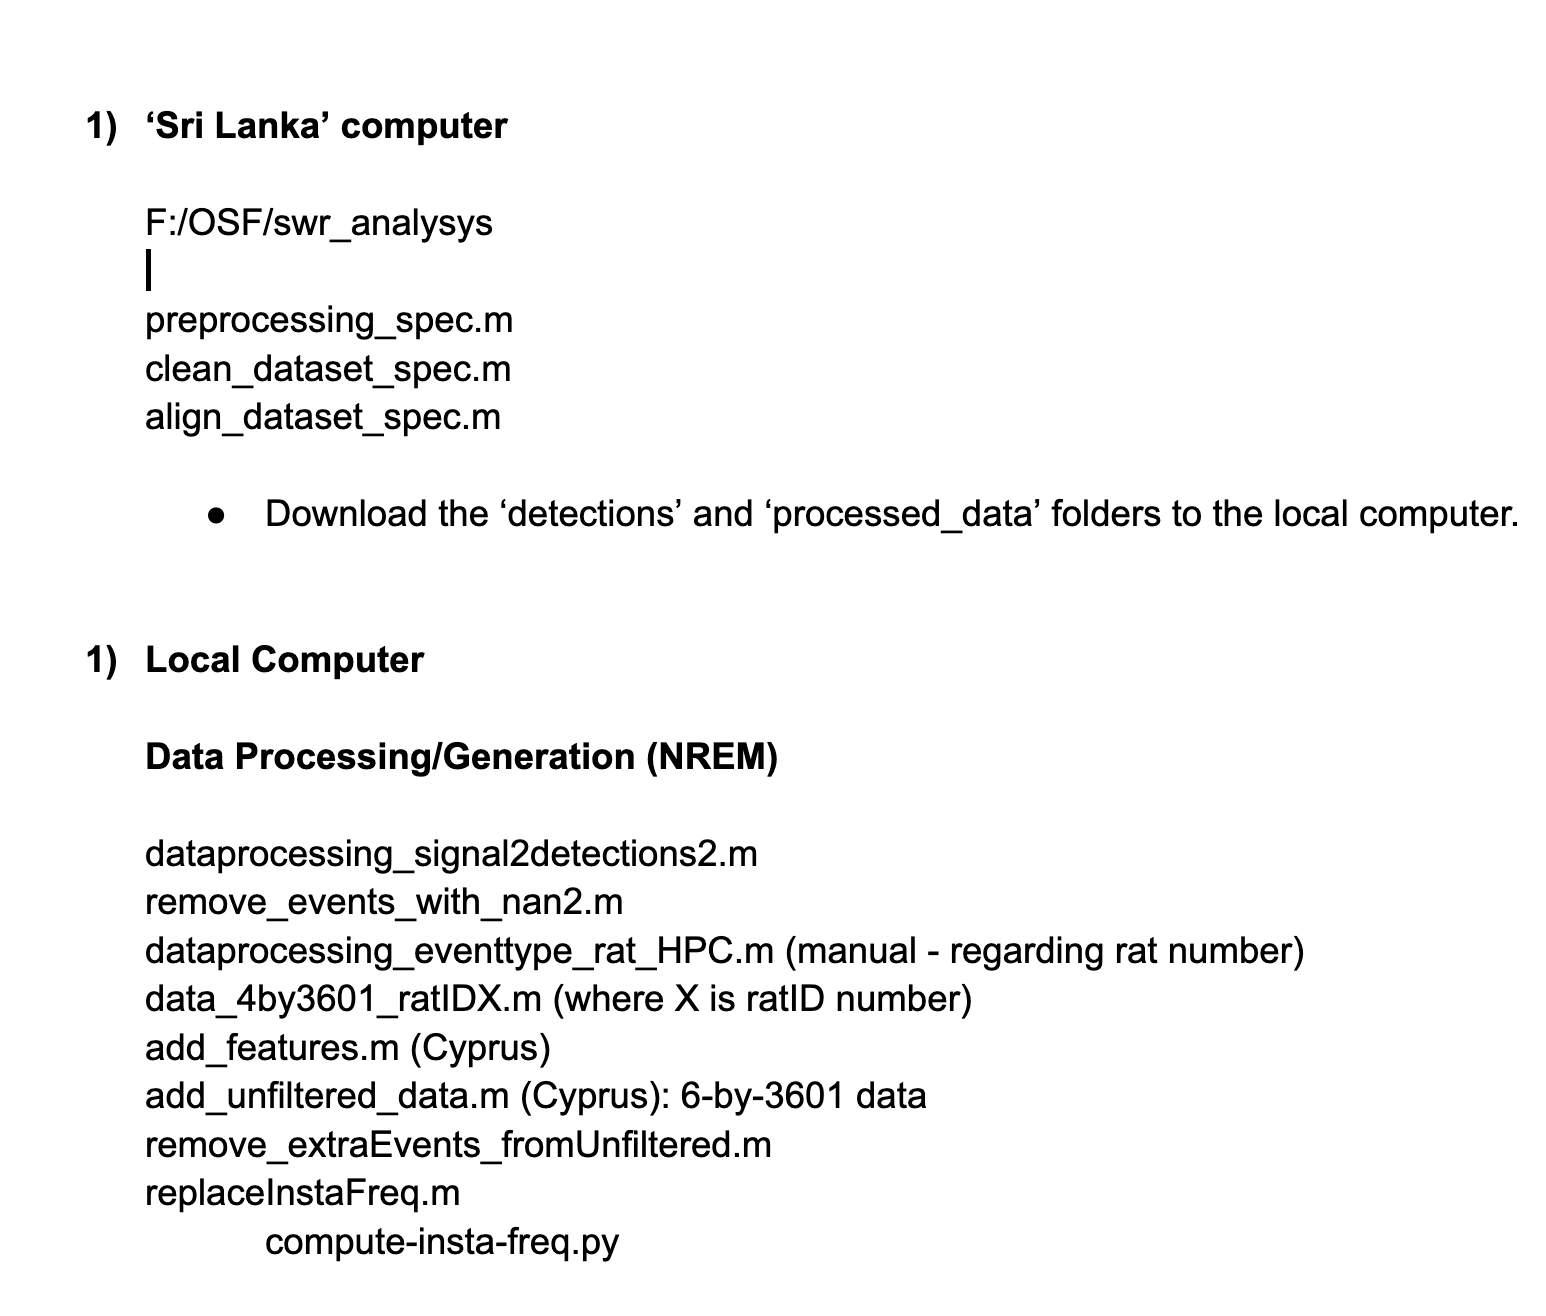 1) ‘Sri Lanka’ computer
F:/OSF/swr_analysys
preprocessing_spec.m
clean_dataset_spec.m
align_dataset_spec.m
● Download the ‘detections’ and ‘processed_data’ folders to the local computer.
1) Local Computer
Data Processing/Generation (NREM)
dataprocessing_signal2detections2.m
remove_events_with_nan2.m
dataprocessing_eventtype_rat_HPC.m (manual - regarding rat number)
data_4by3601_ratIDX.m (where X is ratID number)
add_features.m (Cyprus)
add_unfiltered_data.m (Cyprus): 6-by-3601 data
remove_extraEvents_fromUnfiltered.m
replaceInstaFreq.m
compute-insta-freq.py